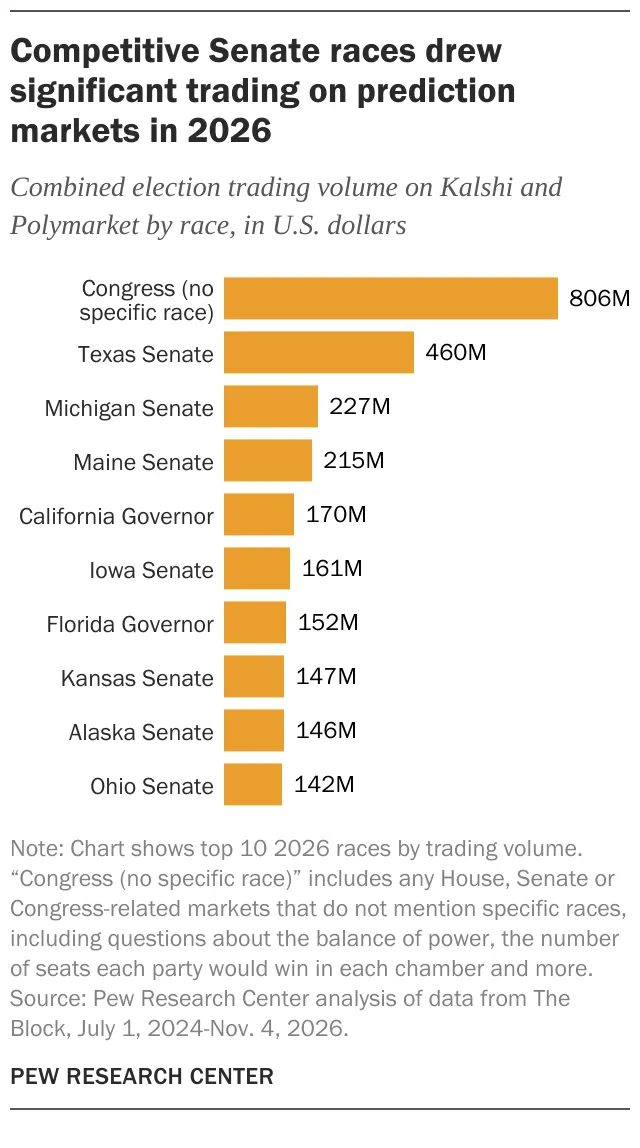 Competitive Senate races drew
significant trading on prediction
markets in 2026
Combined election trading volume on Kalshi and
Polymarket by race, in U.S. dollars
Congress (no
specific race)
806M
Texas Senate
460M
Michigan Senate
227M
Maine Senate
215M
California Governor
170M
Iowa Senate
161M
Florida Governor
152M
Kansas Senate
147M
Alaska Senate
146M
Ohio Senate
142M
Note: Chart shows top 10 2026 races by trading volume.
“Congress (no specific race)” includes any House, Senate or
Congress-related markets that do not mention specific races,
including questions about the balance of power, the number
of seats each party would win in each chamber and more.
Source: Pew Research Center analysis of data from The
Block, July 1, 2024-Nov. 4, 2026.
PEW RESEARCH CENTER